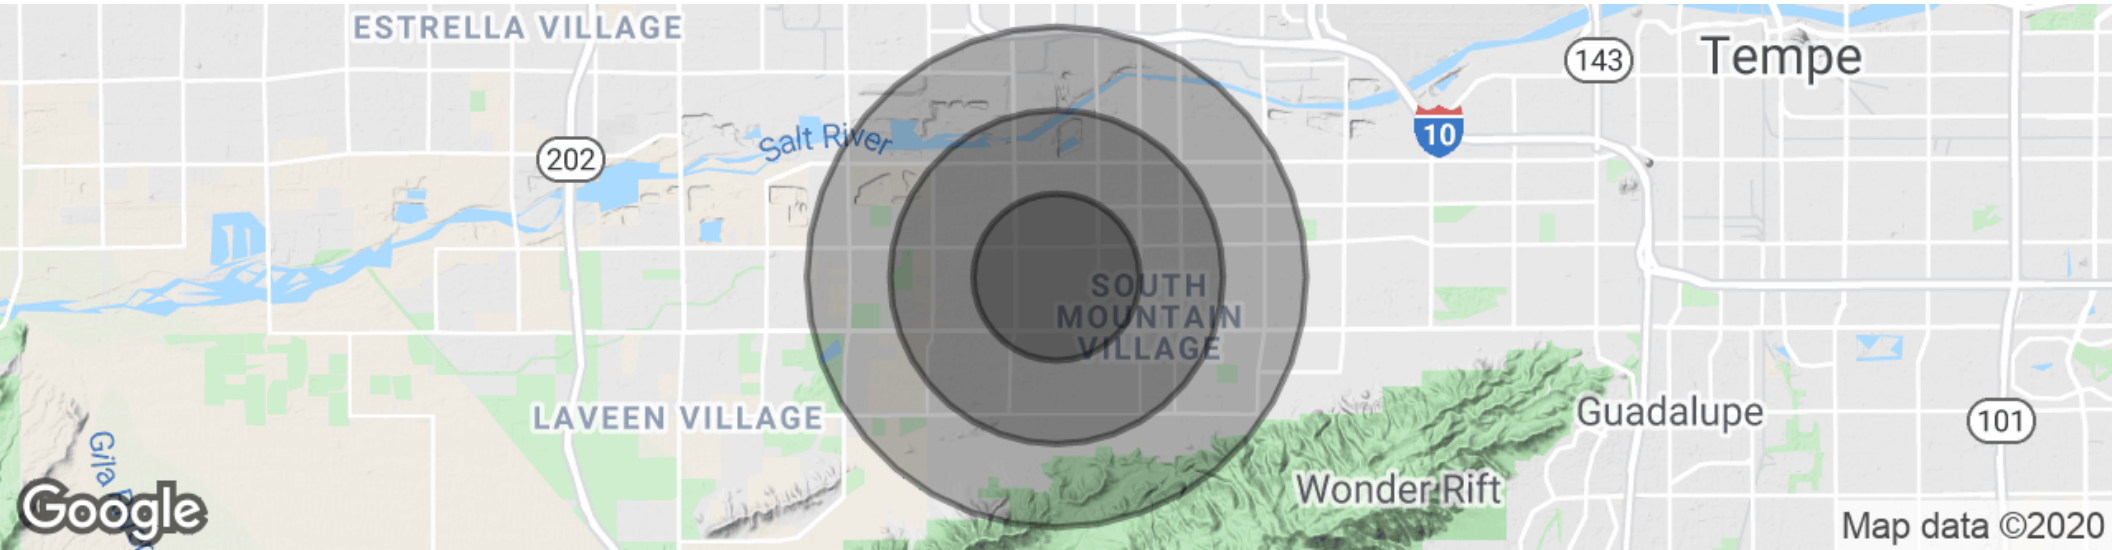 ESTRELLA VILLAGE
143
Tempe
10
Salt River
202
SOUTH
MOUNTAIN
VILLAGE
LAVEEN VILLAGE
Guadalupe
101
Gila
Wonder Rift
Google
Map data ©2020